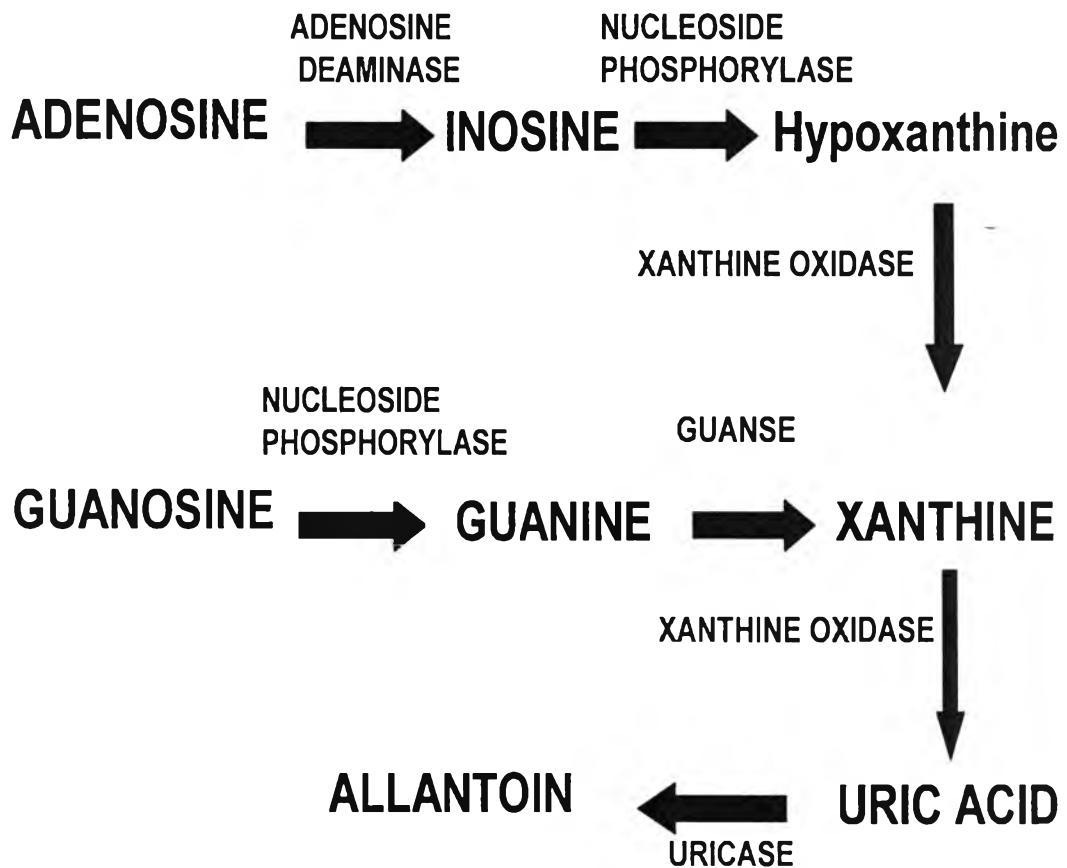 ADENOSINE
DEAMINASE
NUCLEOSIDE
PHOSPHORYLASE
ADENOSINE
INOSINE
Hypoxanthine
XANTHINE OXIDASE
NUCLEOSIDE
PHOSPHORYLASE
GUANSE
GUANOSINE
GUANINE
XANTHINE
XANTHINE OXIDASE
ALLANTOIN
URIC ACID
URICASE